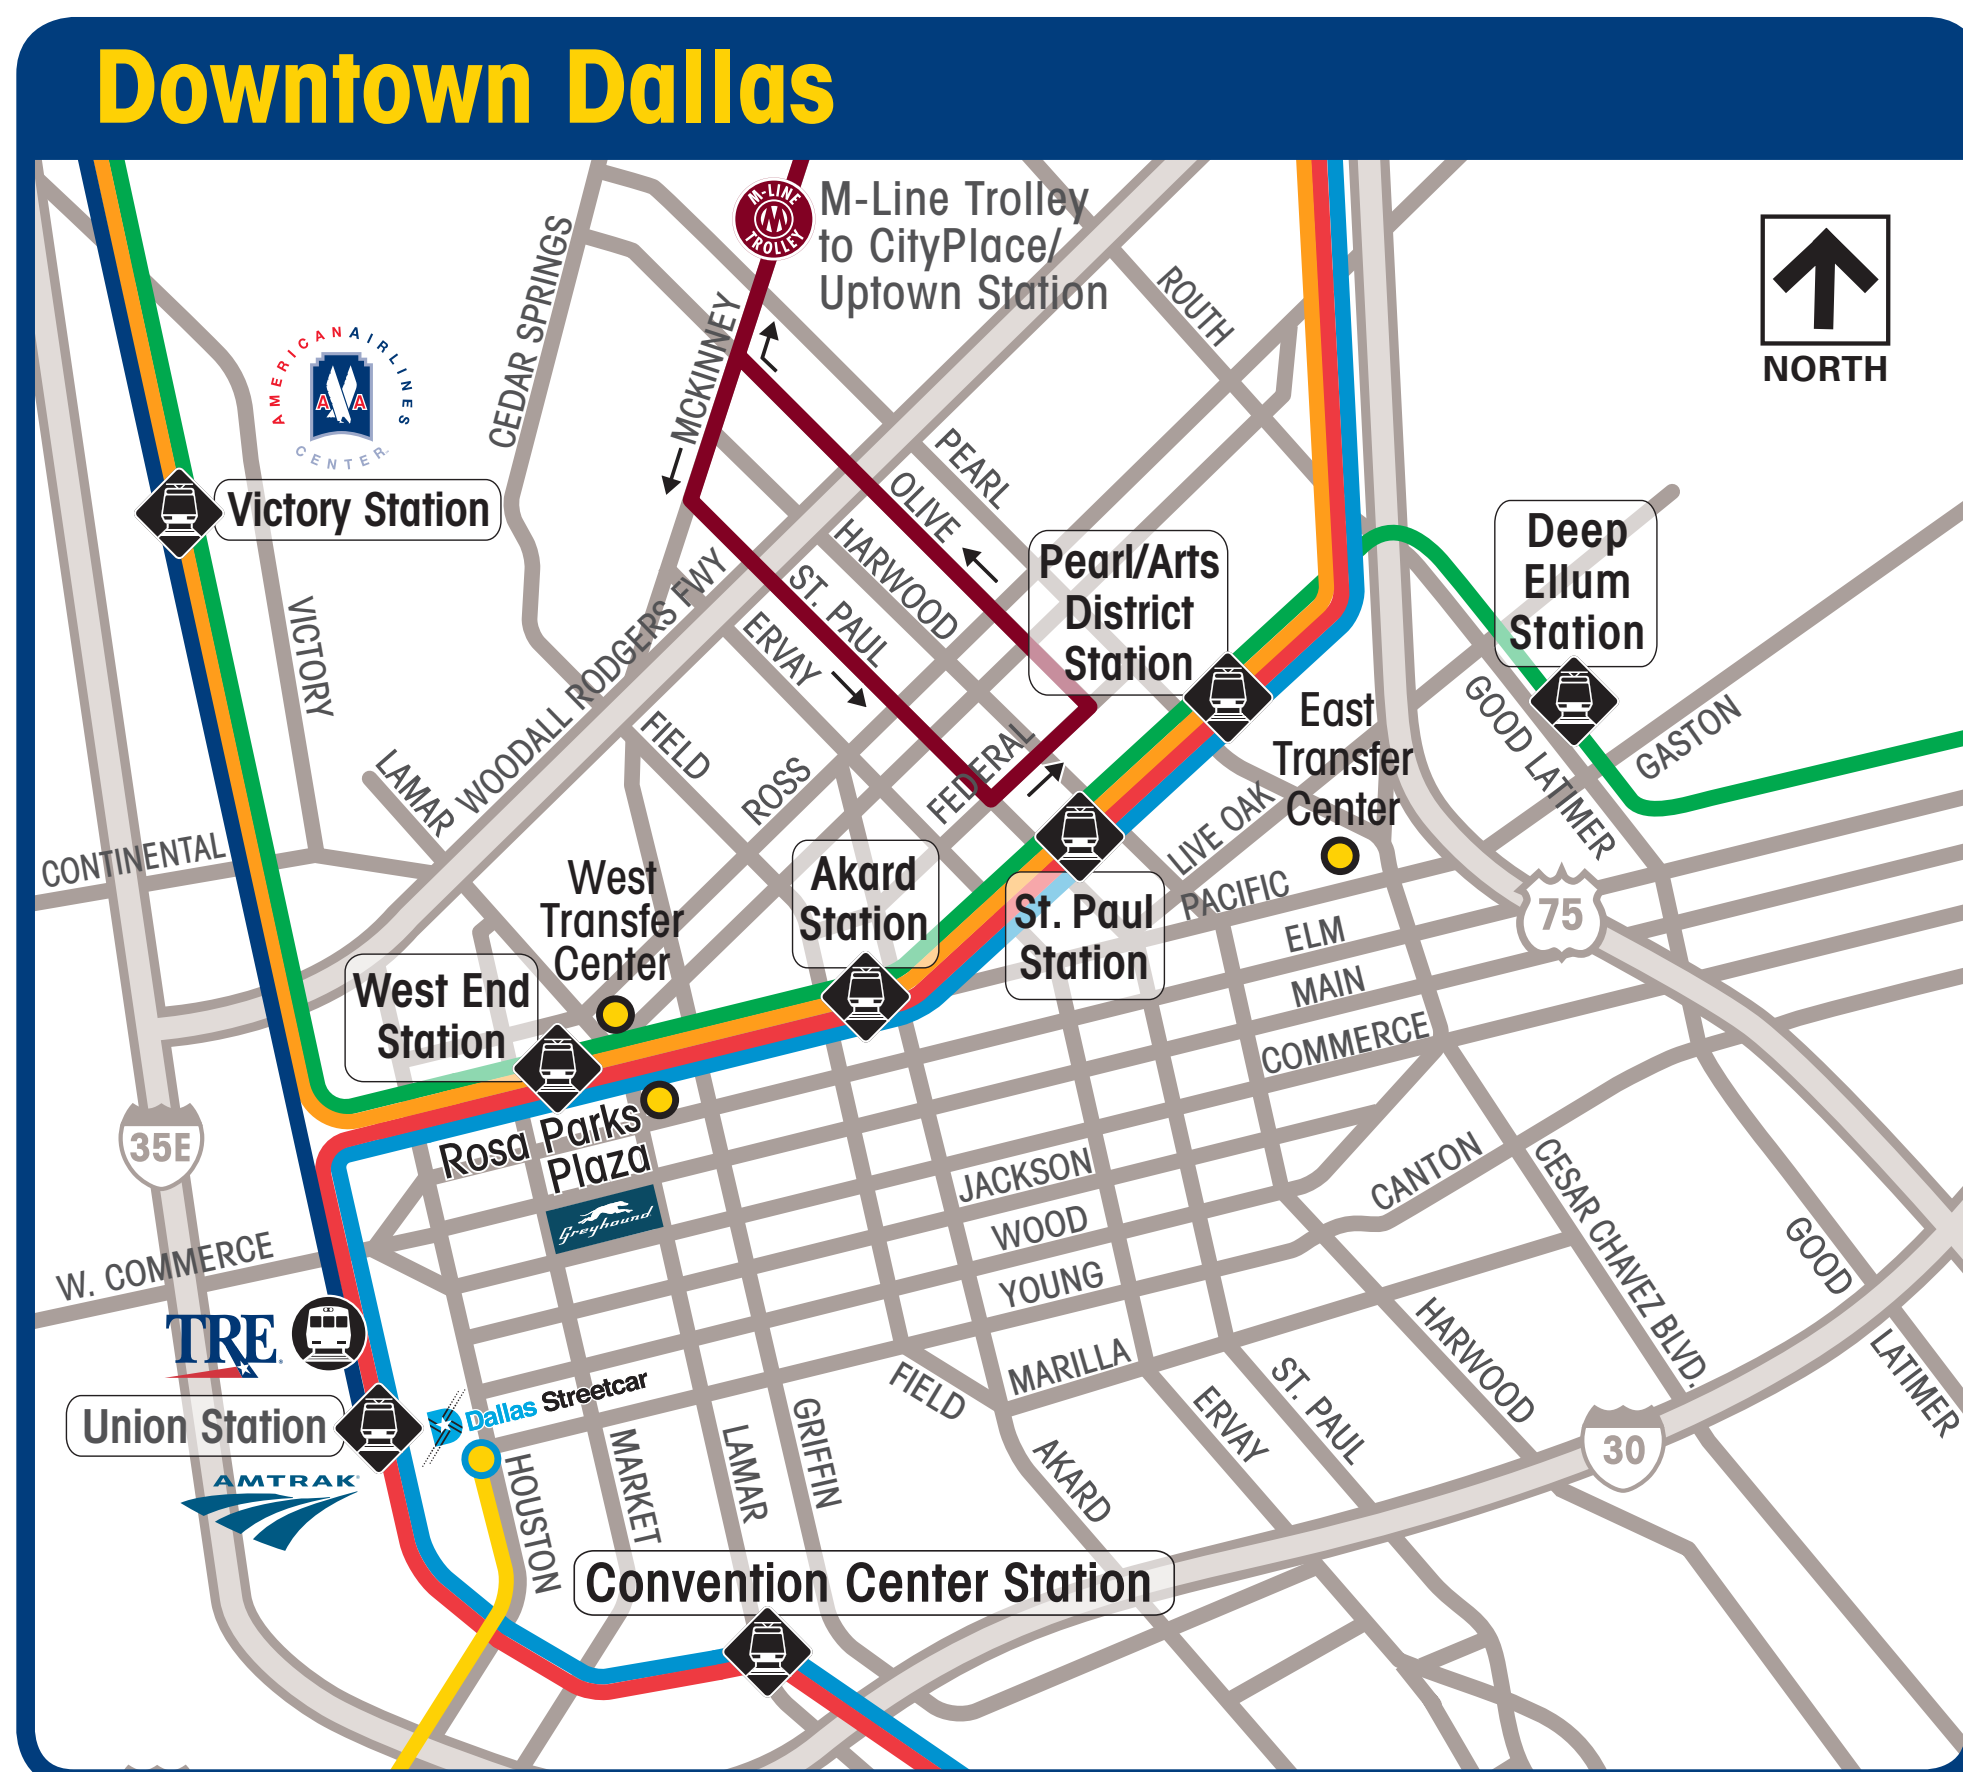 Downtown Dallas
M-LINE
TROLLEY
M-Line Trolley
to CityPlace/
Uptown Station
NORTH
CEDAR SPRINGS
MCKINNEY
ROUTH
AMERICANAIRLINES
AA
CENTER
Victory Station
PEARL
OLIVE
HARWOOD
ST. PAUL
ERVAY
Pearl/Arts
District
Station
Deep
Ellum
Station
VICTORY
WOODALL RODGERS FWY
LAMAR
FIELD
ROSS
FEDERAL
East
Transfer
Center
LIVE OAK
GOOD LATIMER
GASTON
CONTINENTAL
West
Transfer
Center
Akard
Station
St. Paul
Station
PACIFIC
ELM
MAIN
COMMERCE
75
West End
Station
35E
Rosa Parks
Plaza
Greyhound
JACKSON
WOOD
YOUNG
MARILLA
CANTON
CESAR CHAVEZ BLVD.
GOOD
LATIMER
W. COMMERCE
TRE
Union Station
AMTRAK
Dallas Streetcar
HOUSTON
MARKET
LAMAR
GRIFFIN
FIELD
AKARD
ERVAY
ST. PAUL
HARWOOD
30
Convention Center Station